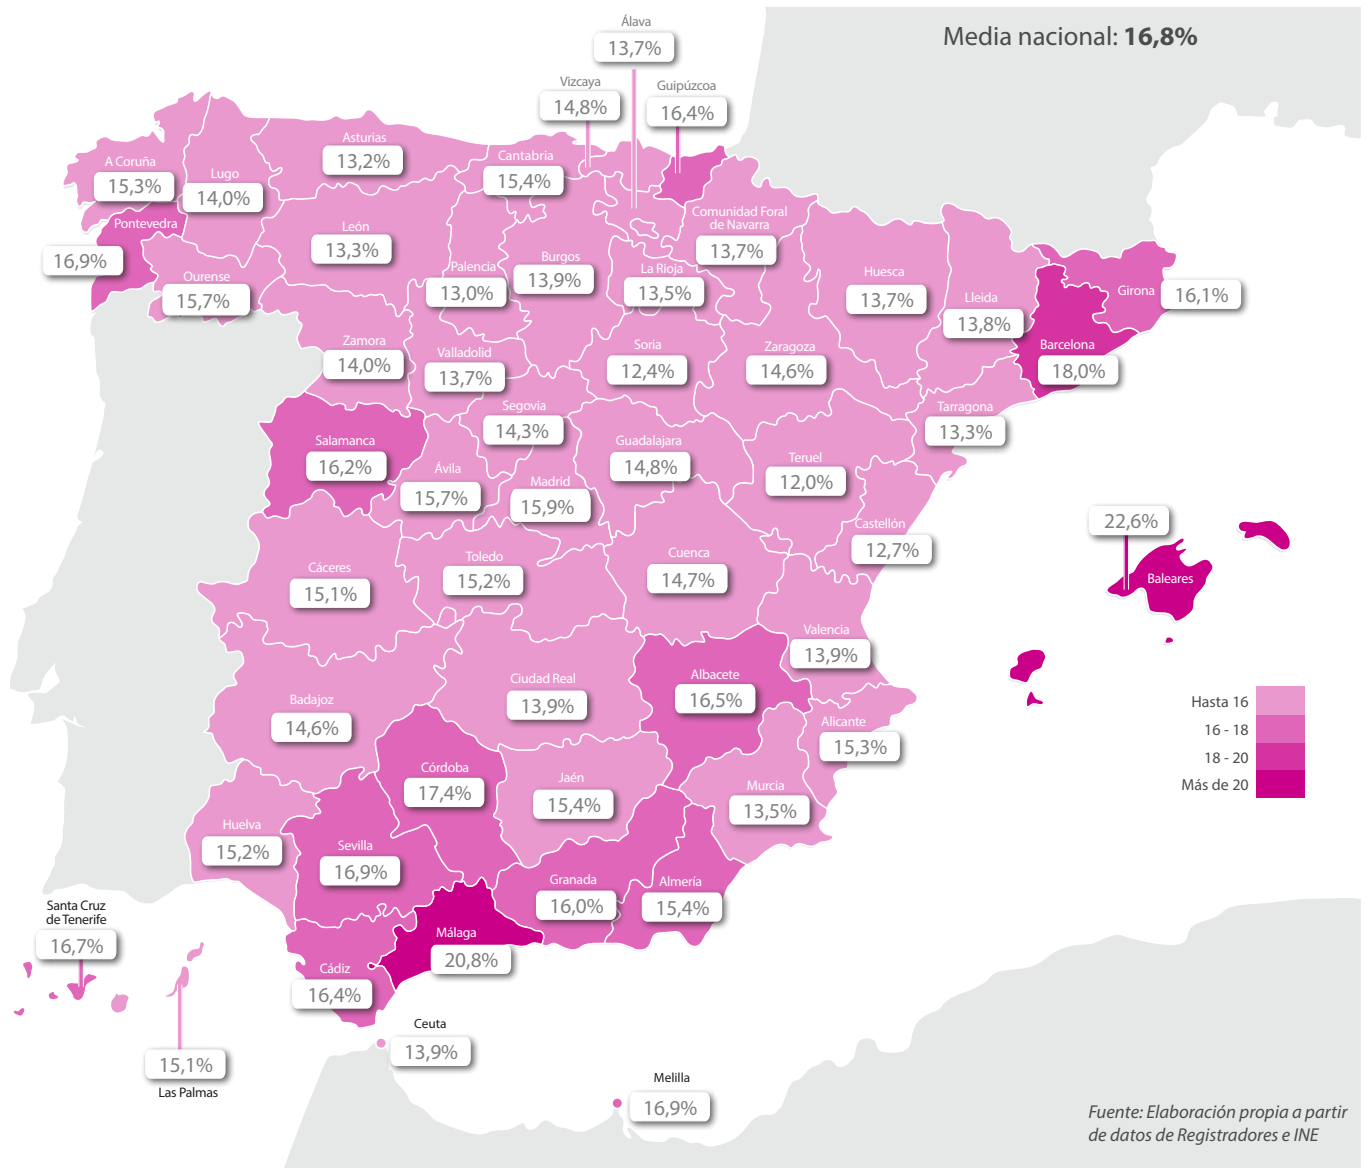 Media nacional: 16,8%
Álava
13,7%
Vizcaya
14,8%
Guipúzcoa
16,4%
Asturias
13,2%
Cantabria
15,4%
A Coruña
15,3%
Lugo
14,0%
Pontevedra
16,9%
Ourense
15,7%
León
13,3%
Palencia
13,0%
Burgos
13,9%
La Rioja
13,5%
Comunidad Foral
de Navarra
13,7%
Huesca
13,7%
Lleida
13,8%
Girona
16,1%
Barcelona
18,0%
Zamora
14,0%
Valladolid
13,7%
Soria
12,4%
Zaragoza
14,6%
Tarragona
13,3%
Segovia
14,3%
Salamanca
16,2%
Ávila
15,7%
Madrid
15,9%
Guadalajara
14,8%
Teruel
12,0%
Castellón
12,7%
22,6%
Baleares
Cáceres
15,1%
Toledo
15,2%
Cuenca
14,7%
Valencia
13,9%
Badajoz
14,6%
Ciudad Real
13,9%
Albacete
16,5%
Alicante
15,3%
Hasta 16
16 - 18
18 - 20
Más de 20
Córdoba
17,4%
Jaén
15,4%
Murcia
13,5%
Huelva
15,2%
Sevilla
16,9%
Granada
16,0%
Almería
15,4%
Santa Cruz
de Tenerife
16,7%
Málaga
20,8%
Cádiz
16,4%
Ceuta
13,9%
15,1%
Las Palmas
Melilla
16,9%
Fuente: Elaboración propia a partir
de datos de Registradores e INE